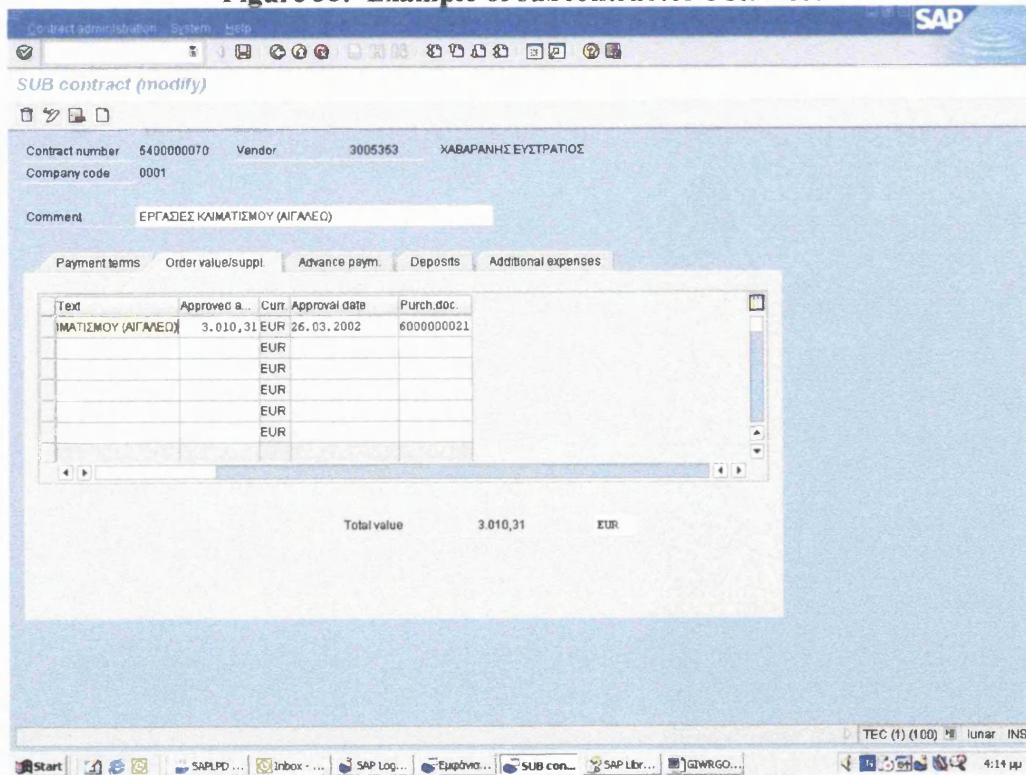 Contract administration System Help
SAP
SUB contract (modify)
Contract number 5400000070 Vendor 3005353 ΧΑΒΑΡΑΝΗΣ ΕΥΣΤΡΑΤΙΟΣ
Company code 0001
Comment ΕΡΓΑΣΙΕΣ ΚΛΙΜΑΤΙΣΜΟΥ (ΑΙΓΑΛΕΩ)
Payment terms Order value/suppl. Advance paym. Deposits Additional expenses
Text Approved a... Curr. Approval date Purch.doc.
ΙΜΑΤΙΣΜΟΥ (ΑΙΓΑΛΕΩ) 3.010,31 EUR 26.03.2002 6000000021
EUR
EUR
EUR
EUR
EUR
Total value 3.010,31 EUR
TEC (1) (100) lunar INS
Start SAPLPD ... Inbox - ... SAP Log... Εμφάνισ... SUB con... SAP Libr... GIWRGO... 4:14 μμ